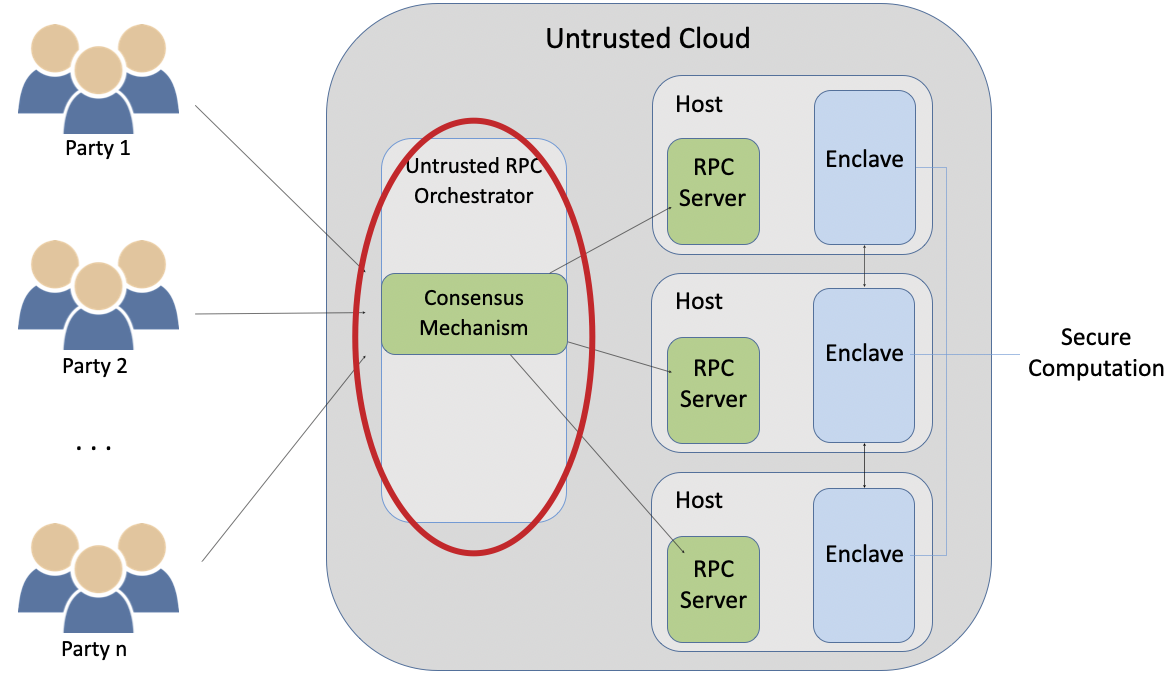 Untrusted Cloud
Party 1
Party 2
. . .
Party n
Untrusted RPC
Orchestrator
Consensus
Mechanism
Host
RPC
Server
Enclave
Host
RPC
Server
Enclave
Host
RPC
Server
Enclave
Secure
Computation